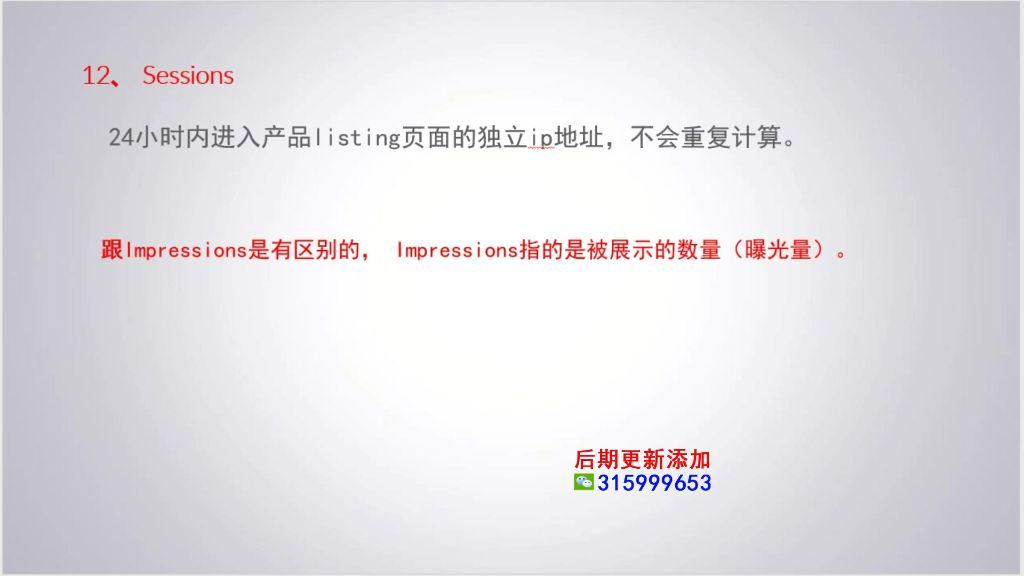 12、 Sessions
24小时内进入产品listing页面的独立ip地址，不会重复计算。
跟Impressions是有区别的， Impressions指的是被展示的数量（曝光量）。
后期更新添加
315999653